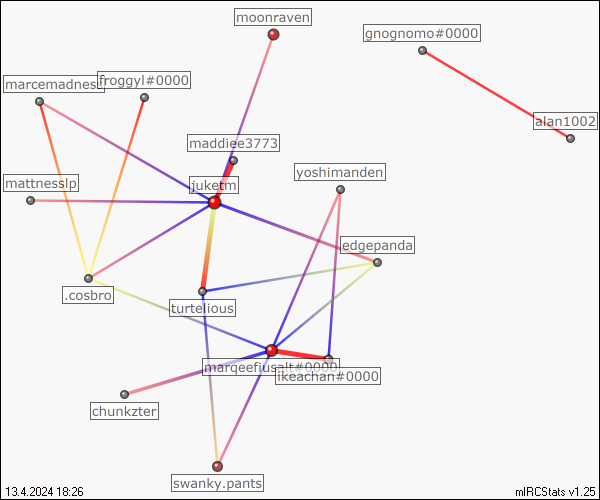 moonraven
gnognomo#0000
marcemadness
froggyl#0000
alan1002
maddiee3773
yoshimanden
mattnesslp
juketm
edgepanda
.cosbro
turtelious
marqeefiusalt#0000
ikeachan#0000
chunkzter
swanky.pants
13.4.2024 18:26
mIRCStats v1.25